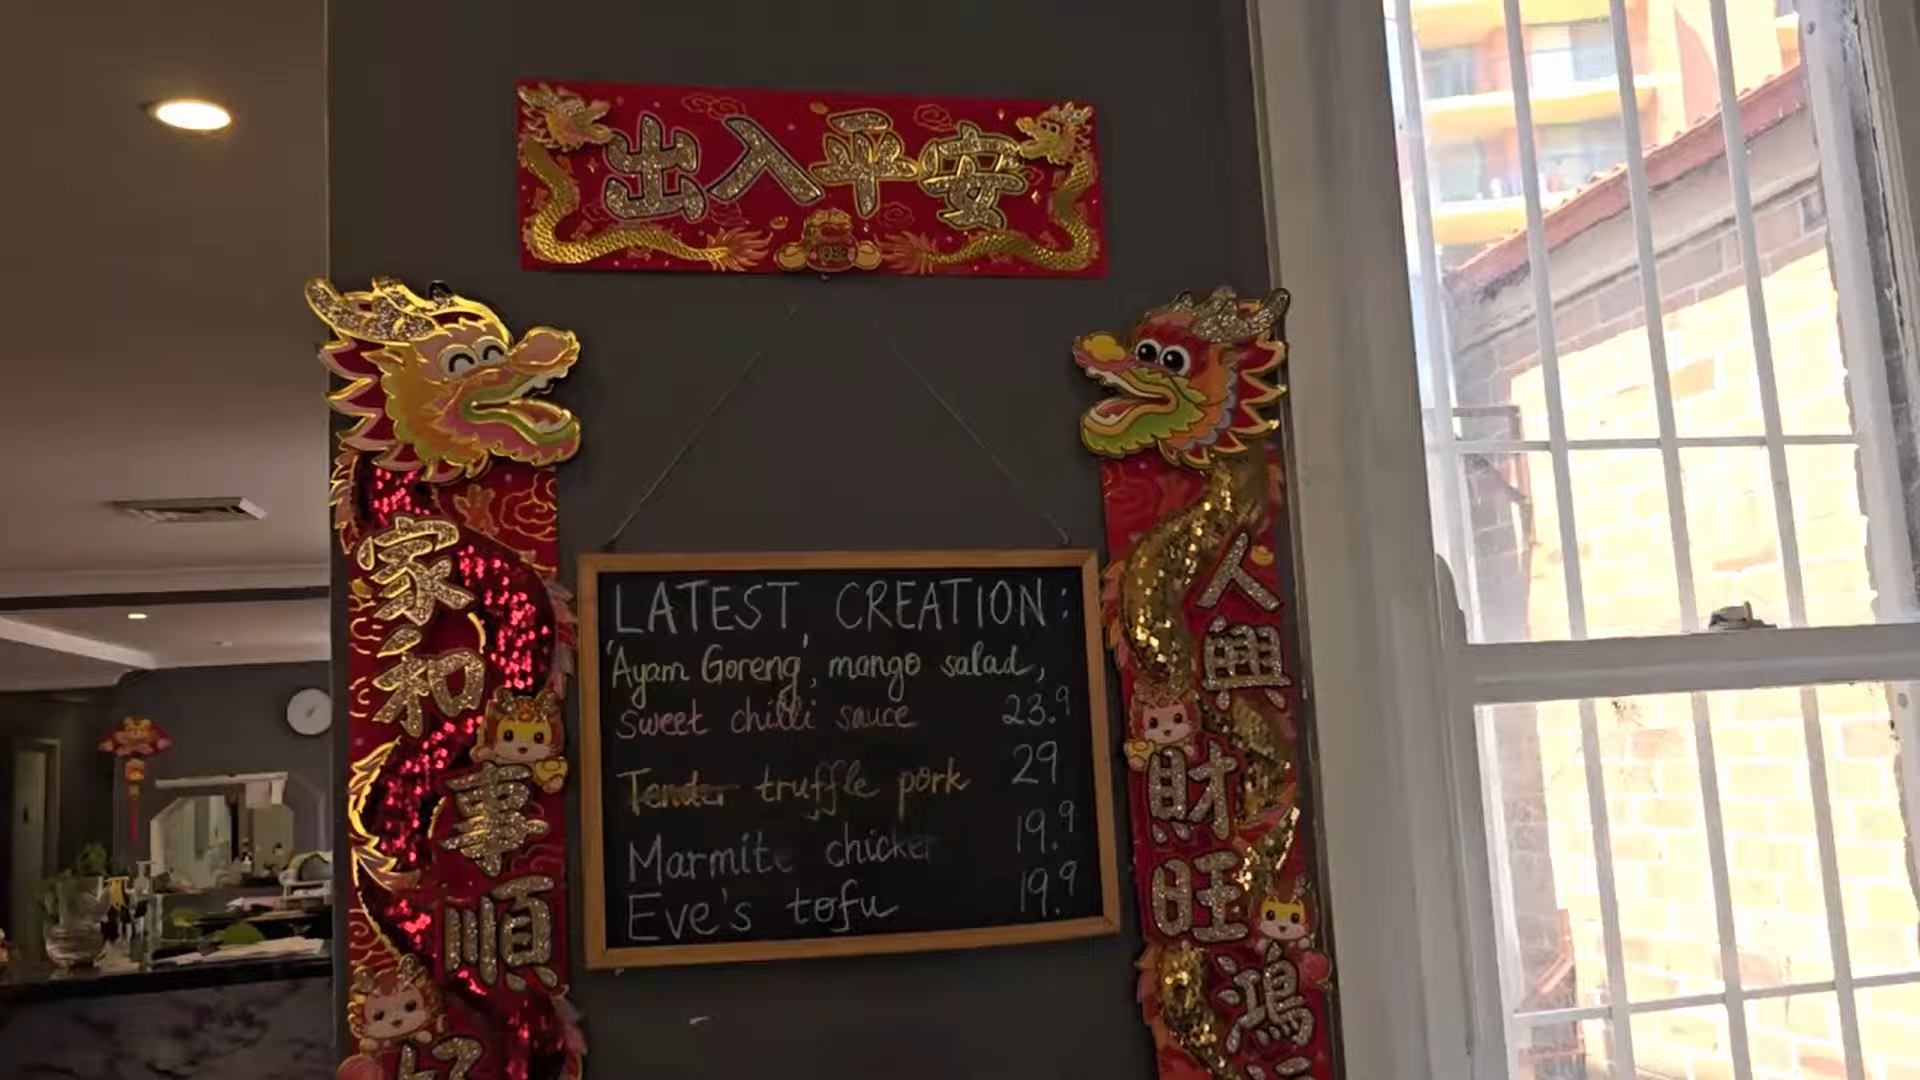 出入平安
家和事順
人興財旺鴻
LATEST CREATION:
'Ayam Goreng', mango salad,
sweet chilli sauce 23.9
Tender truffle pork 29
Marmite chicken 19.9
Eve's tofu 19.9